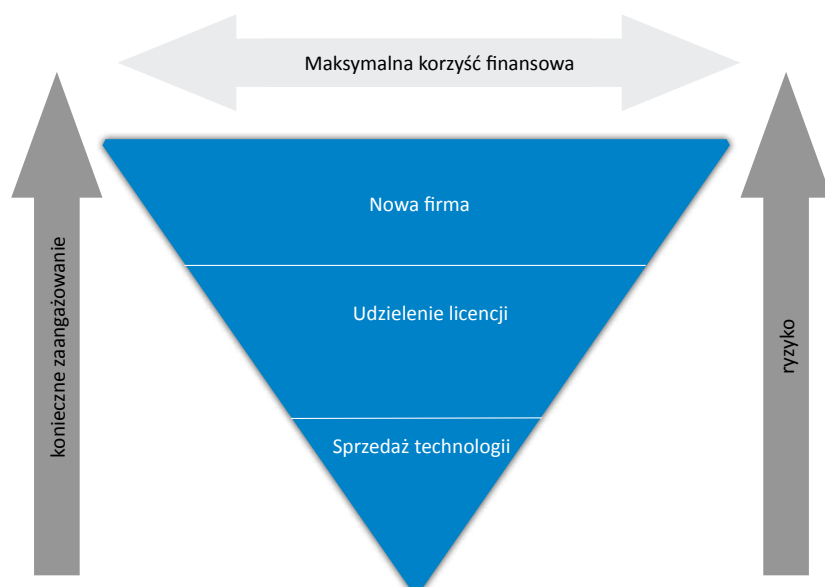 Maksymalna korzyść finansowa
Nowa firma
Udzielenie licencji
Sprzedaż technologii
konieczne zaangażowanie
ryzyko